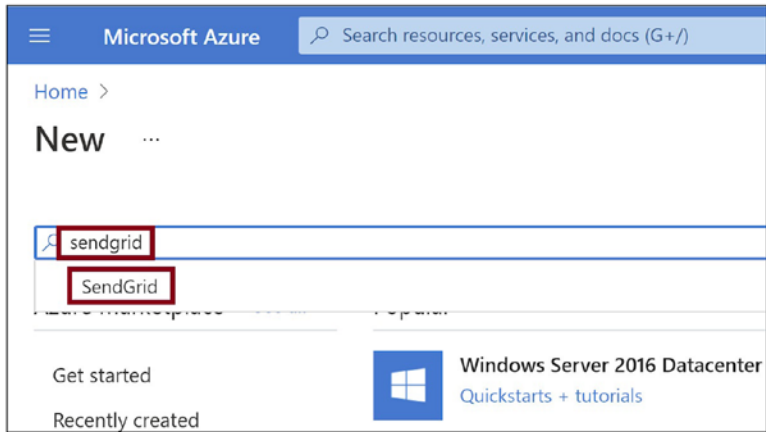 Microsoft Azure Search resources, services, and docs (G+/)
Home >
New ...
sendgrid
SendGrid
Get started
Recently created
Windows Server 2016 Datacenter
Quickstarts + tutorials